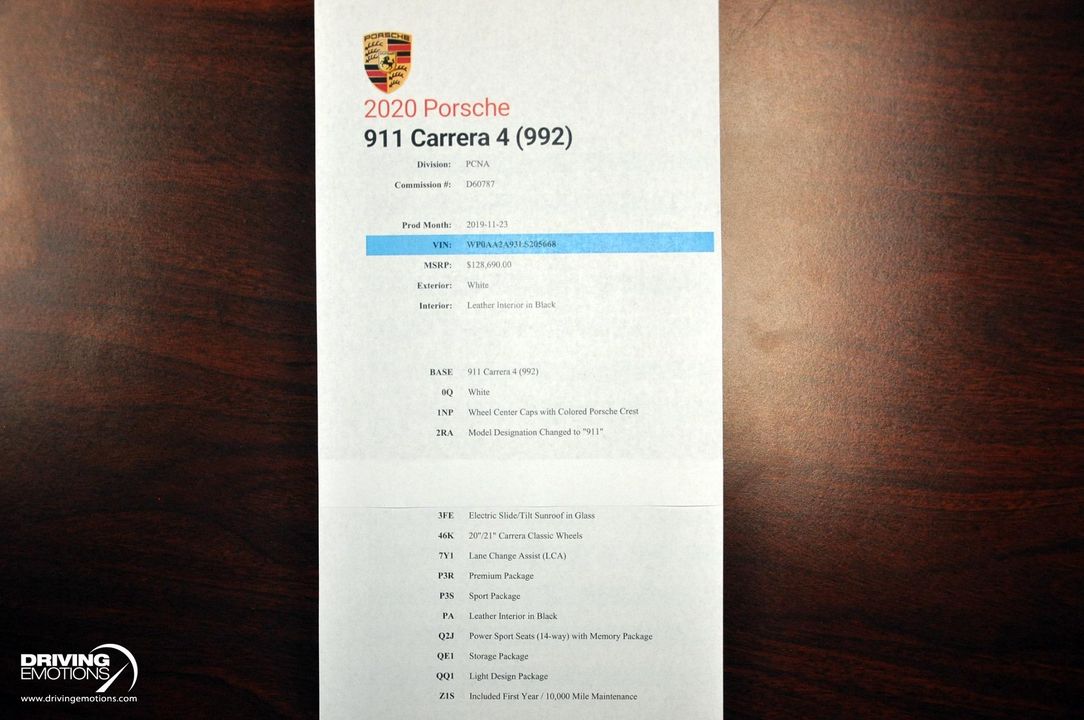 PORSCHE
2020 Porsche
911 Carrera 4 (992)
Division: PCNA
Commission #: D60787
Prod Month: 2019-11-23
VIN: WP0AA2A93LS205668
MSRP: $128,690.00
Exterior: White
Interior: Leather Interior in Black
BASE 911 Carrera 4 (992)
0Q White
1NP Wheel Center Caps with Colored Porsche Crest
2RA Model Designation Changed to "911"
3FE Electric Slide/Tilt Sunroof in Glass
46K 20"/21" Carrera Classic Wheels
7Y1 Lane Change Assist (LCA)
P3R Premium Package
P3S Sport Package
PA Leather Interior in Black
Q2J Power Sport Seats (14-way) with Memory Package
QE1 Storage Package
QQ1 Light Design Package
Z1S Included First Year / 10,000 Mile Maintenance
DRIVING
EMOTIONS
www.drivingemotions.com